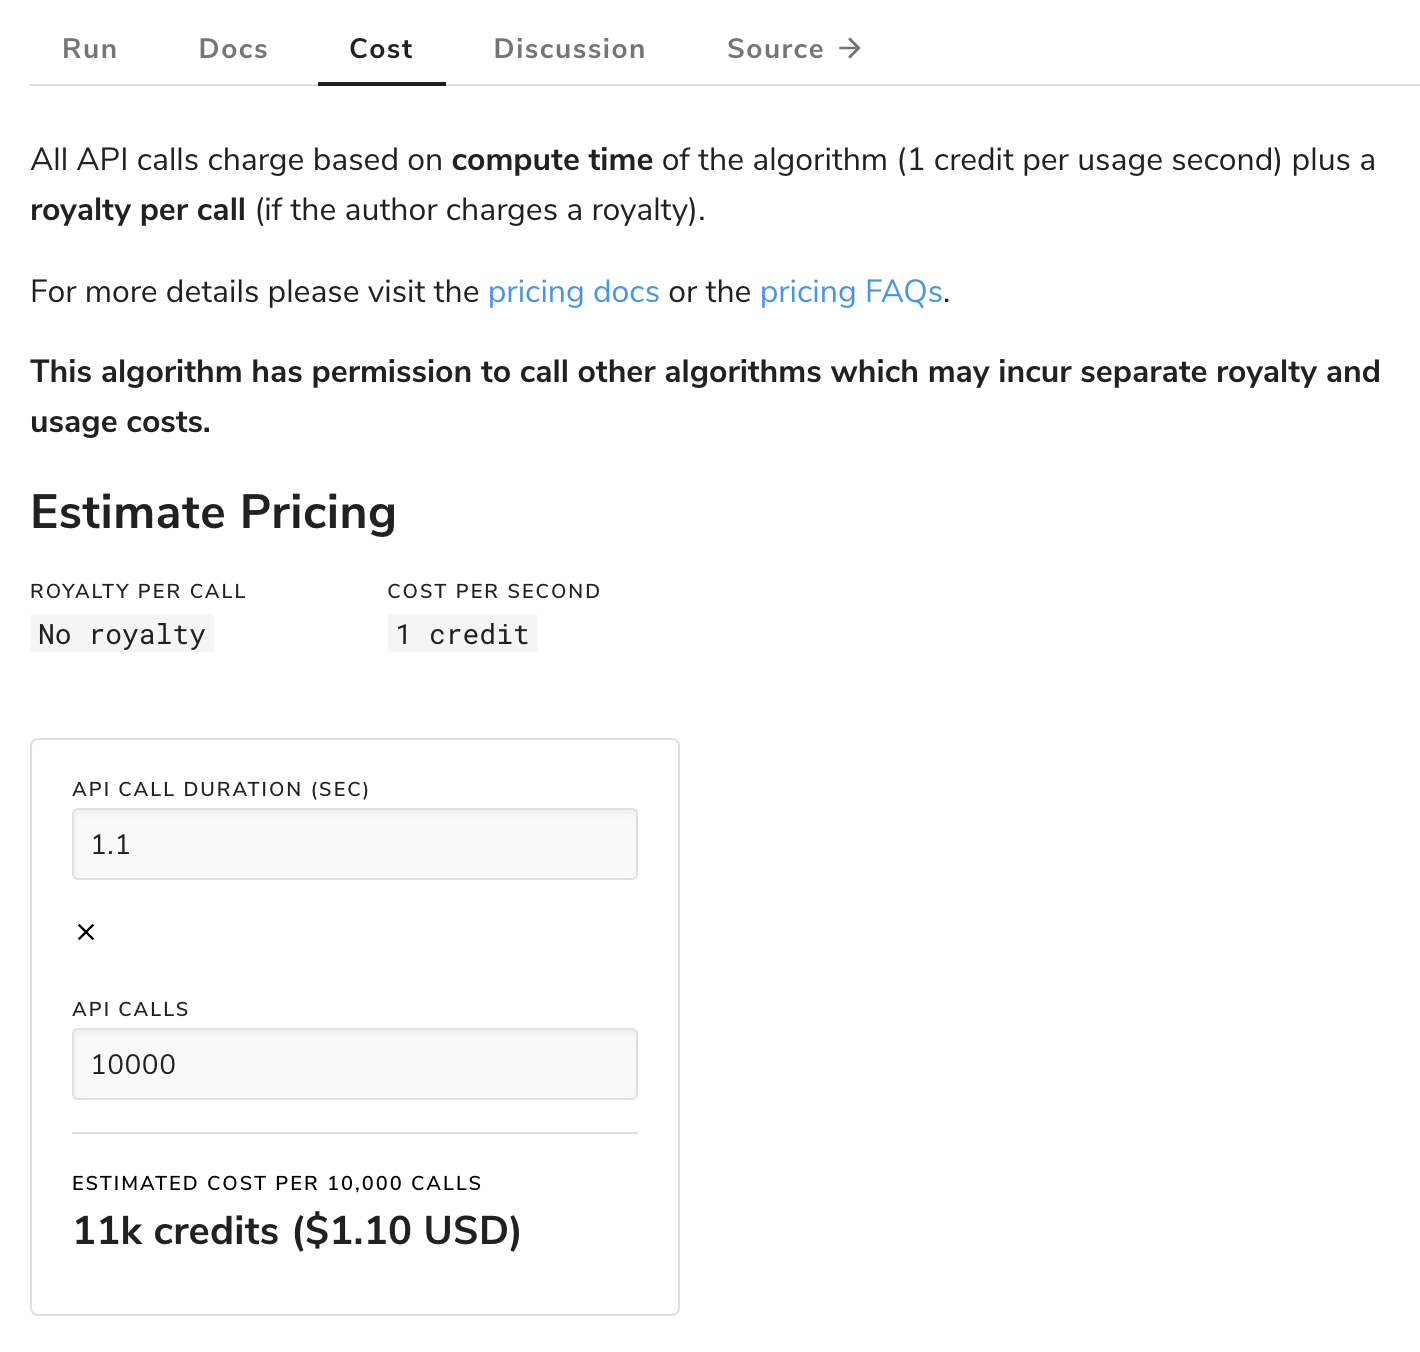 Run Docs Cost Discussion Source →
All API calls charge based on compute time of the algorithm (1 credit per usage second) plus a
royalty per call (if the author charges a royalty).
For more details please visit the pricing docs or the pricing FAQs.
This algorithm has permission to call other algorithms which may incur separate royalty and
usage costs.
Estimate Pricing
ROYALTY PER CALL COST PER SECOND
No royalty 1 credit
API CALL DURATION (SEC)
1.1
×
API CALLS
10000
ESTIMATED COST PER 10,000 CALLS
11k credits ($1.10 USD)